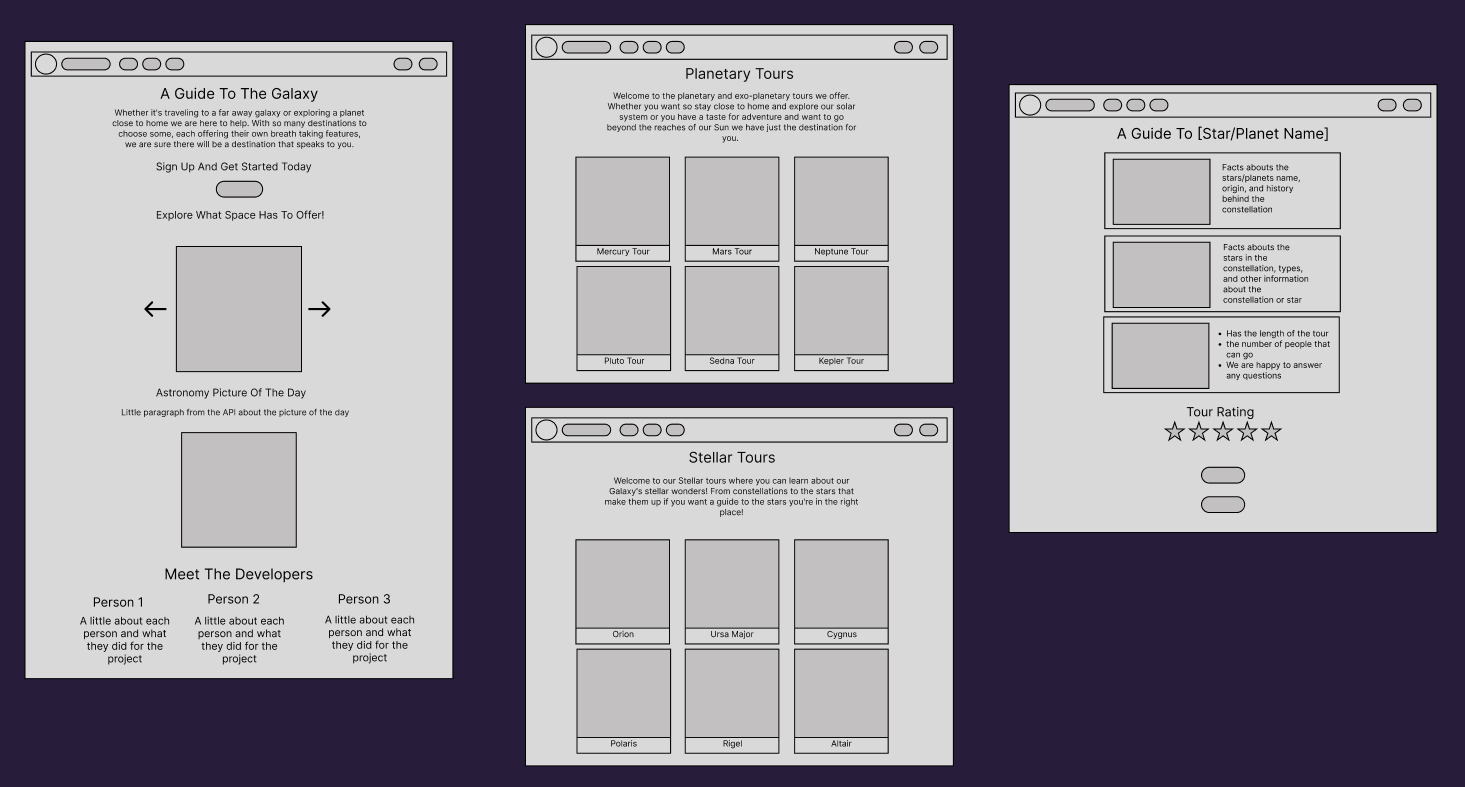 A Guide To The Galaxy
Whether it's traveling to a far away galaxy or exploring a planet
close to home we are here to help. With so many destinations to
choose some, each offering their own breath taking features,
we are sure there will be a destination that speaks to you.
Sign Up And Get Started Today
Explore What Space Has To Offer!
Astronomy Picture Of The Day
Little paragraph from the API about the picture of the day
Meet The Developers
Person 1
A little about each
person and what
they did for the
project
Person 2
A little about each
person and what
they did for the
project
Person 3
A little about each
person and what
they did for the
project
Planetary Tours
Welcome to the planetary and exo-planetary tours we offer.
Whether you want so stay close to home and explore our solar
system or you have a taste for adventure and want to go
beyond the reaches of our Sun we have just the destination for
you.
Mercury Tour
Mars Tour
Neptune Tour
Pluto Tour
Sedna Tour
Kepler Tour
Stellar Tours
Welcome to our Stellar tours where you can learn about our
Galaxy's stellar wonders! From constellations to the stars that
make them up if you want a guide to the stars you're in the right
place!
Orion
Ursa Major
Cygnus
Polaris
Rigel
Altair
A Guide To [Star/Planet Name]
Facts abouts the
stars/planets name,
origin, and history
behind the
constellation
Facts abouts the
stars in the
constellation, types,
and other information
about the
constellation or star
• Has the length of the tour
• the number of people that
can go
• We are happy to answer
any questions
Tour Rating